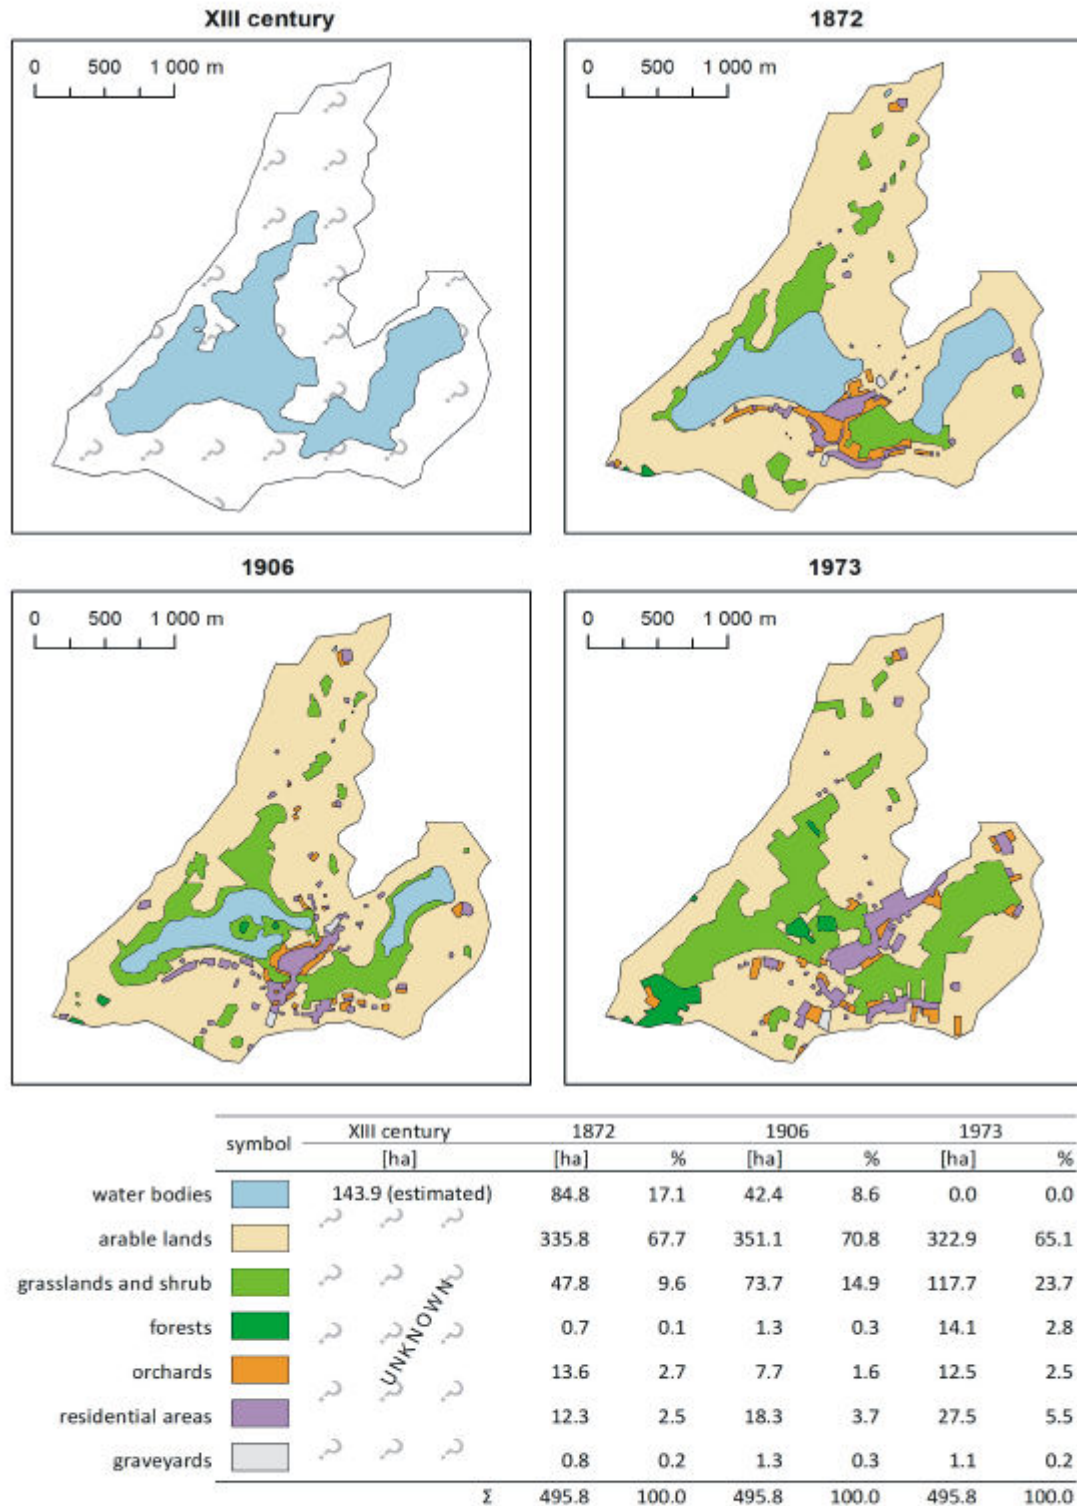 XIII century
1872
0 500 1 000 m
0 500 1 000 m
? ? ? ? ? ? ? ? ? ? ? ? ? ? ? ? ? ? ?
1906
1973
0 500 1 000 m
0 500 1 000 m
symbol XIII century 1872 1906 1973
[ha] [ha] % [ha] % [ha] %
water bodies 143.9 (estimated) 84.8 17.1 42.4 8.6 0.0 0.0
arable lands ? ? ? 335.8 67.7 351.1 70.8 322.9 65.1
grasslands and shrub ? ? ? 47.8 9.6 73.7 14.9 117.7 23.7
forests ? ? ? 0.7 0.1 1.3 0.3 14.1 2.8
UNKNOWN
orchards ? ? ? 13.6 2.7 7.7 1.6 12.5 2.5
residential areas 12.3 2.5 18.3 3.7 27.5 5.5
graveyards ? ? ? 0.8 0.2 1.3 0.3 1.1 0.2
Σ 495.8 100.0 495.8 100.0 495.8 100.0